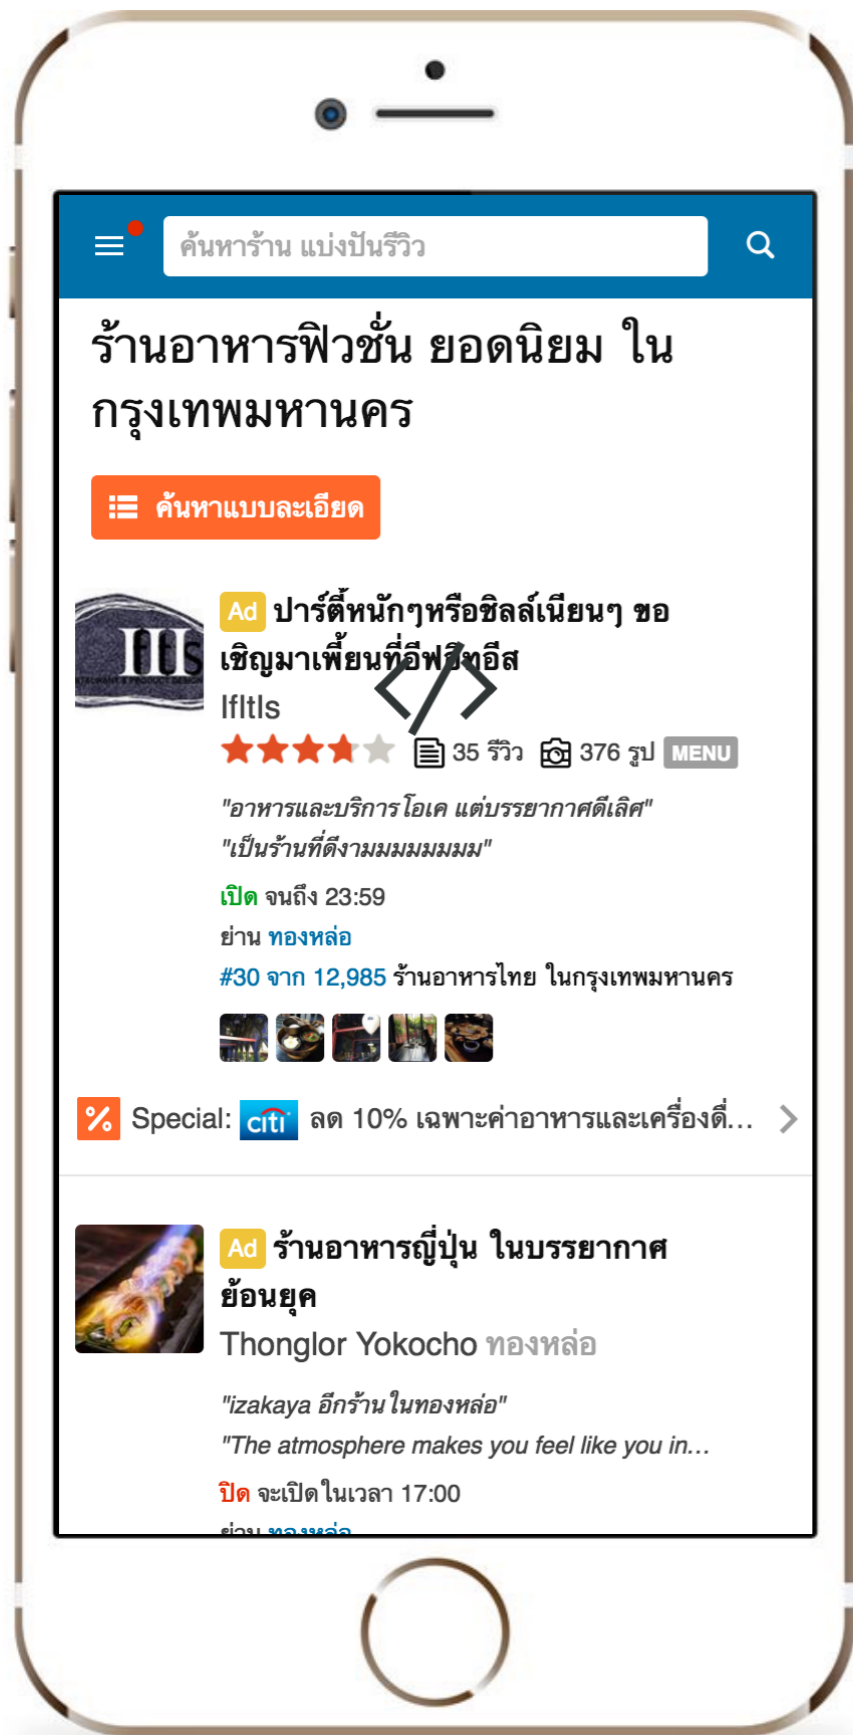 ค้นหาร้าน แบ่งปันรีวิว
ร้านอาหารฟิวชั่น ยอดนิยม ใน
กรุงเทพมหานคร
ค้นหาแบบละเอียด
Ad ปาร์ตี้หนักๆหรือชิลล์เนียนๆ ขอ
เชิญมาเพี้ยนที่อีฟอิทอีส
IfItIs
35 รีวิว 376 รูป MENU
"อาหารและบริการโอเค แต่บรรยากาศดีเลิศ"
"เป็นร้านที่ดีงามมมมมมมม"
เปิด จนถึง 23:59
ย่าน ทองหล่อ
#30 จาก 12,985 ร้านอาหารไทย ในกรุงเทพมหานคร
% Special: citi ลด 10% เฉพาะค่าอาหารและเครื่องดื่...
Ad ร้านอาหารญี่ปุ่น ในบรรยากาศ
ย้อนยุค
Thonglor Yokocho ทองหล่อ
"izakaya อีกร้านในทองหล่อ"
"The atmosphere makes you feel like you in...
ปิด จะเปิดในเวลา 17:00
ย่าน ทองหล่อ